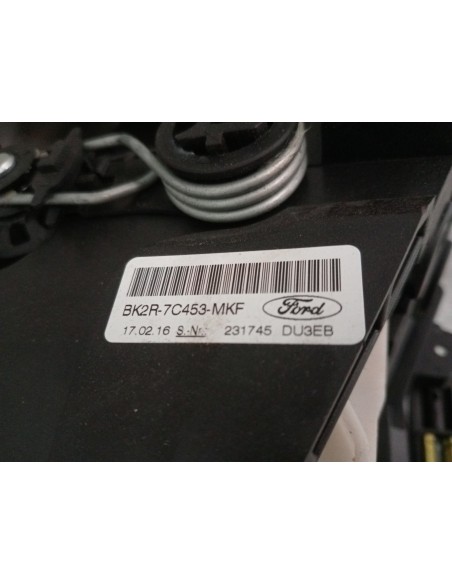 BK2R-7C453-MKF Ford
17.02.16 S.-Nr.: 231745 DU3EB